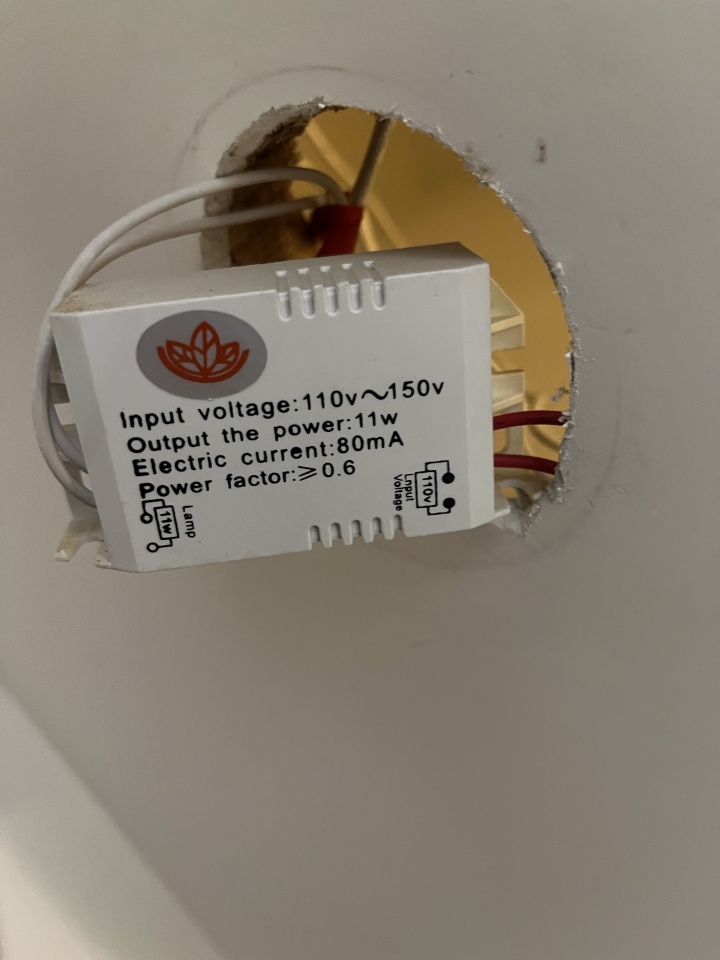 Input voltage:110v～150v
Output the power:11w
Electric current:80mA
Power factor:⩾0.6
11w
Lamp
Input
Voltage
110v